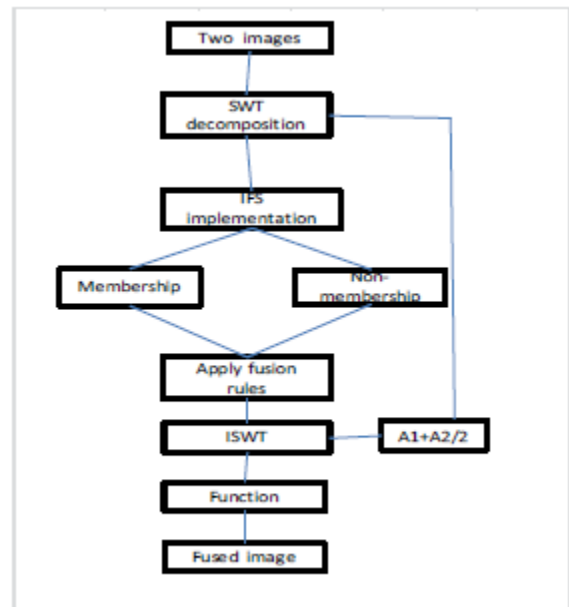 Two images
SWT
decomposition
IFS
implementation
Membership
Non-
membership
Apply fusion
rules
ISWT
A1+A2/2
Function
Fused image